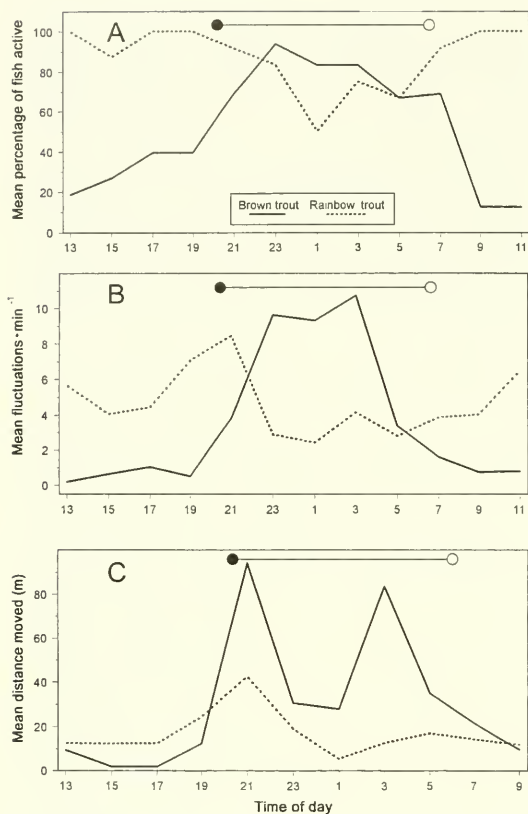 A
Mean percentage of fish active
100
80
60
40
20
0
Brown trout Rainbow trout
13 15 17 19 21 23 1 3 5 7 9 11
B
Mean fluctuations·min⁻¹
10
8
6
4
2
0
13 15 17 19 21 23 1 3 5 7 9 11
C
Mean distance moved (m)
80
60
40
20
0
13 15 17 19 21 23 1 3 5 7 9
Time of day